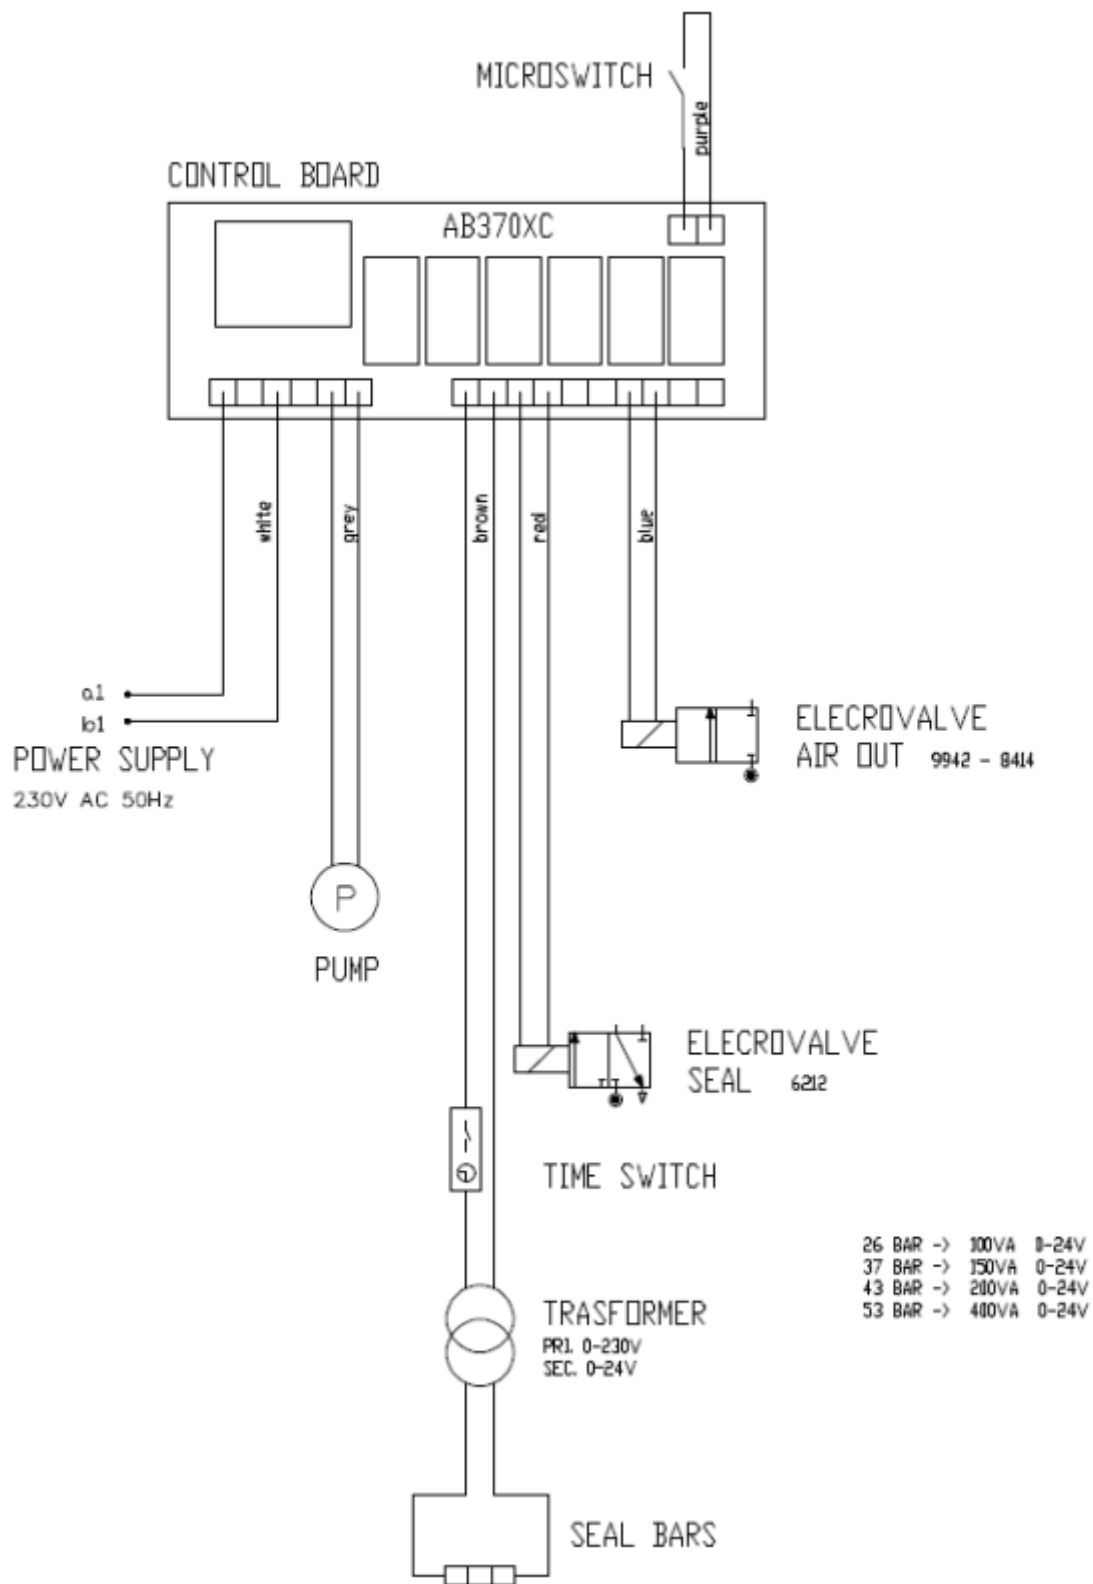 MICROSWITCH
purple
CONTROL BOARD
AB370XC
white
grey
brown
red
blue
a1
b1
POWER SUPPLY
230V AC 50Hz
ELECROVALVE
AIR OUT 9942 - 8414
P
PUMP
ELECROVALVE
SEAL 6212
TIME SWITCH
26 BAR -> 100VA 0-24V
37 BAR -> 150VA 0-24V
43 BAR -> 200VA 0-24V
53 BAR -> 400VA 0-24V
TRASFORMER
PRI. 0-230V
SEC. 0-24V
SEAL BARS